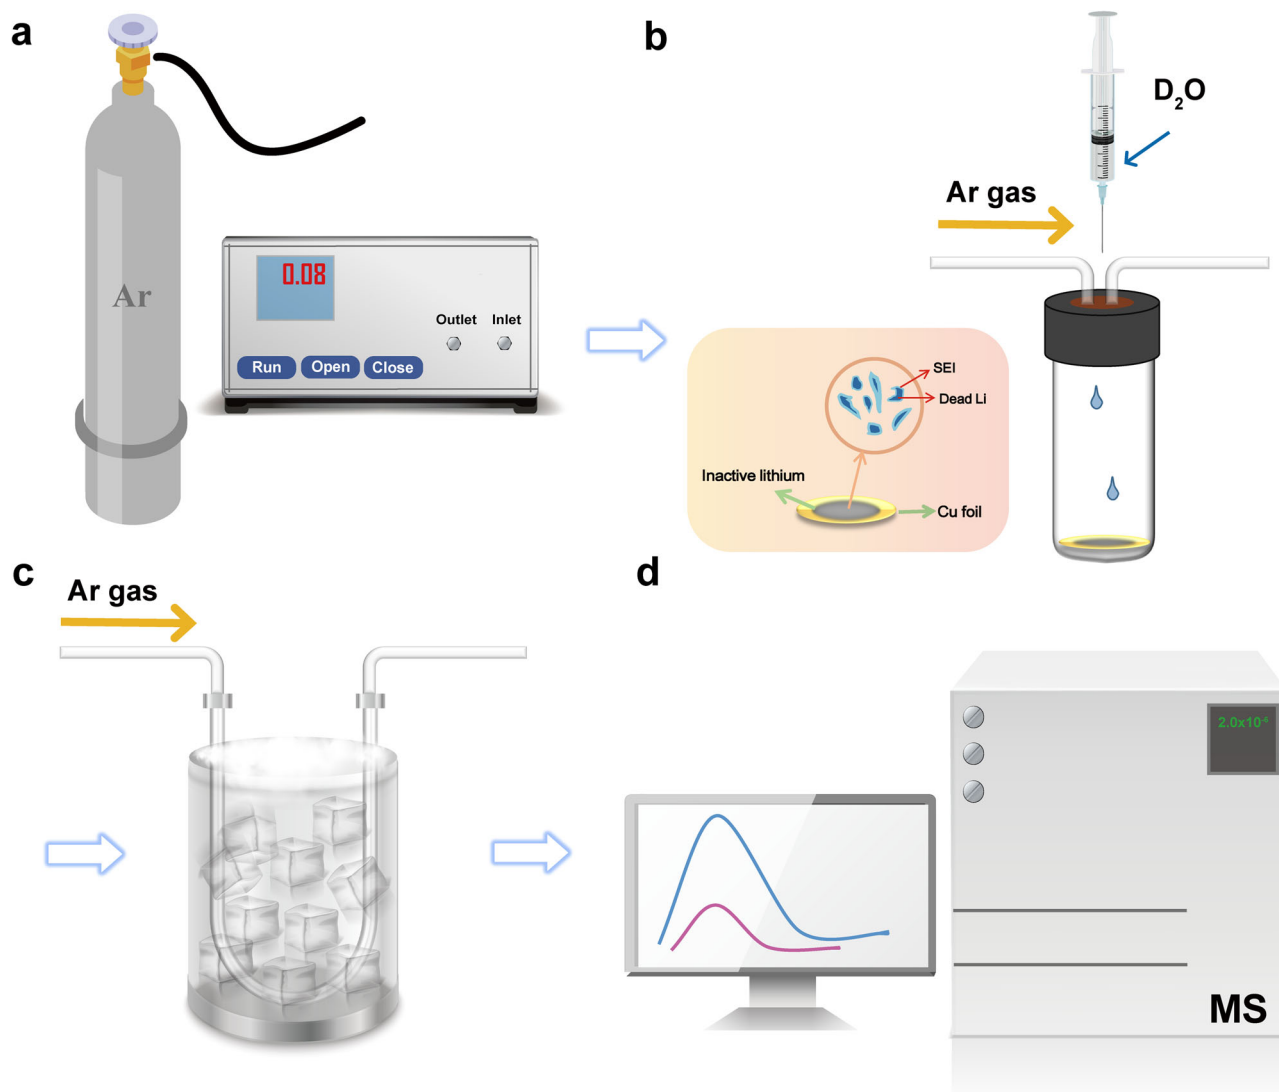 a
Ar
0.08
Outlet Inlet
Run Open Close
b
D₂O
Ar gas
SEI
Dead Li
Inactive lithium
Cu foil
c
Ar gas
d
2.0x10⁻⁶
MS